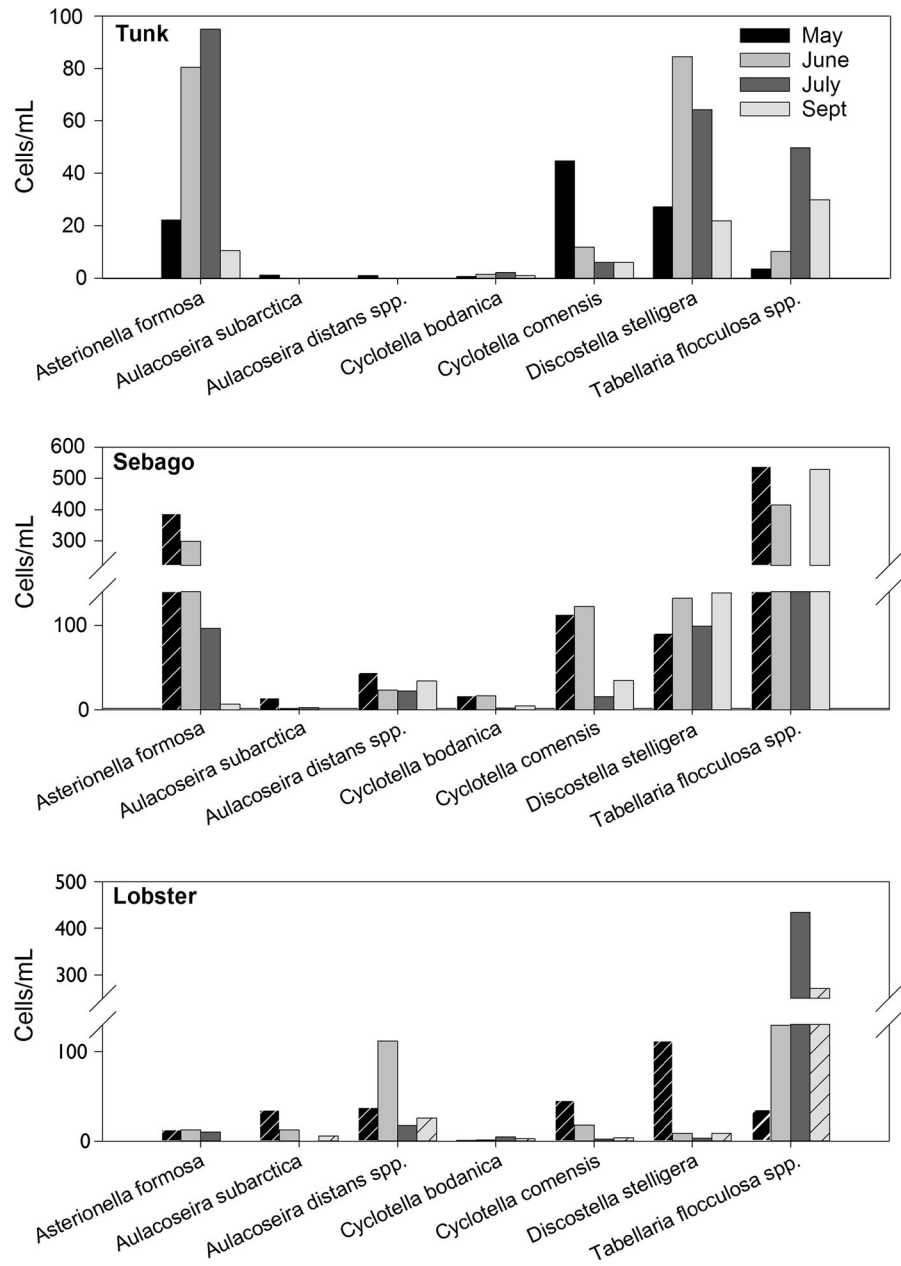 Tunk
May
June
July
Sept
Cells/mL
100
80
60
40
20
0
Asterionella formosa
Aulacoseira subarctica
Aulacoseira distans spp.
Cyclotella bodanica
Cyclotella comensis
Discostella stelligera
Tabellaria flocculosa spp.
Sebago
Cells/mL
600
500
400
300
100
0
Asterionella formosa
Aulacoseira subarctica
Aulacoseira distans spp.
Cyclotella bodanica
Cyclotella comensis
Discostella stelligera
Tabellaria flocculosa spp.
Lobster
Cells/mL
500
400
300
100
0
Asterionella formosa
Aulacoseira subarctica
Aulacoseira distans spp.
Cyclotella bodanica
Cyclotella comensis
Discostella stelligera
Tabellaria flocculosa spp.